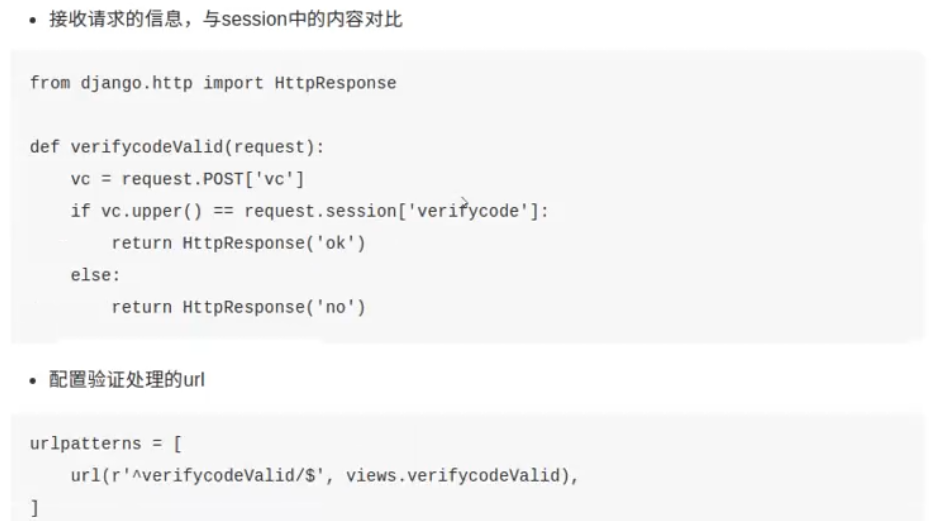 • 接收请求的信息，与session中的内容对比
from django.http import HttpResponse
def verifycodeValid(request):
    vc = request.POST['vc']
    if vc.upper() == request.session['verifycode']:
        return HttpResponse('ok')
    else:
        return HttpResponse('no')
• 配置验证处理的url
urlpatterns = [
    url(r'^verifycodeValid/$', views.verifycodeValid),
]